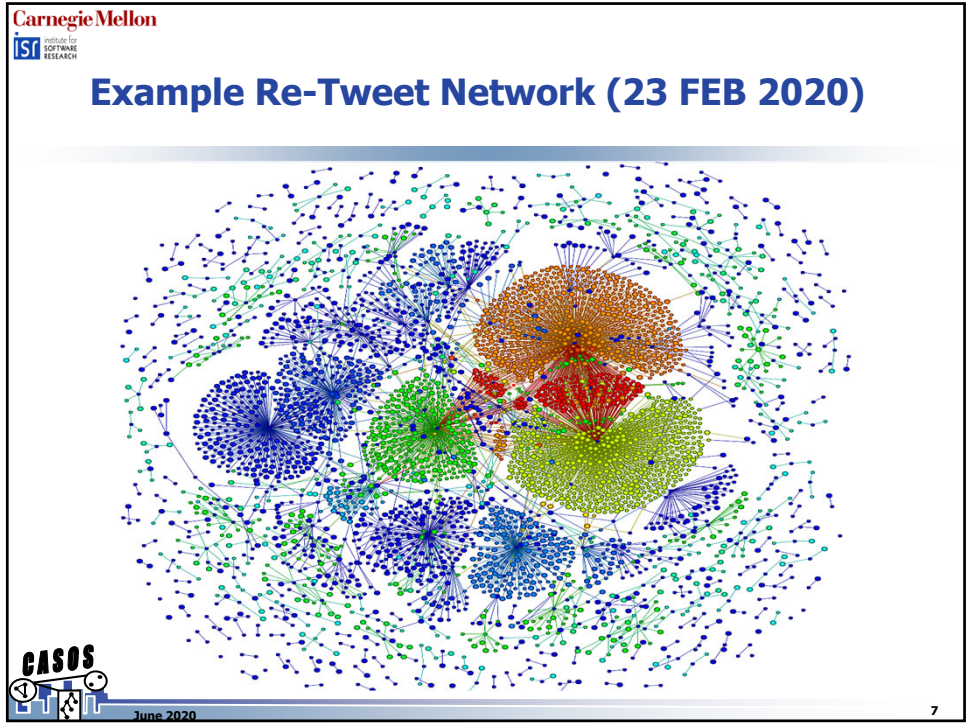 Carnegie Mellon
isr institute for
SOFTWARE
RESEARCH
Example Re-Tweet Network (23 FEB 2020)
CASOS
June 2020
7